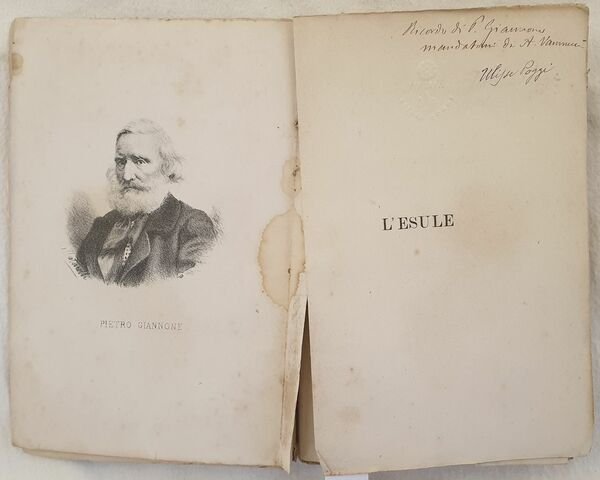 PIETRO GIANNONE
Ricordo di P. Giannone
mandatomi da A. Vannucci
Ulisse Poggi
L'ESULE